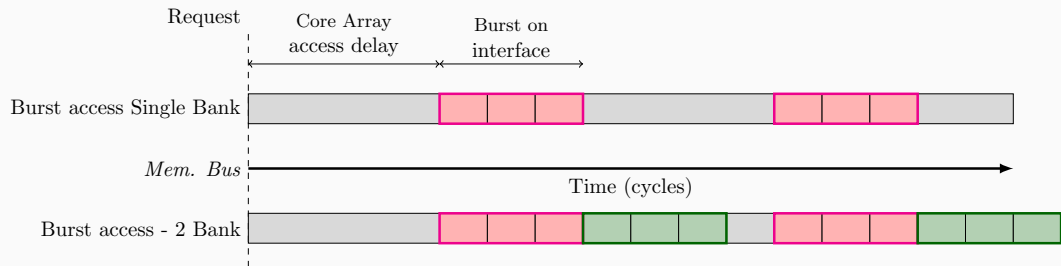 Request
Core Array
access delay
Burst on
interface
Burst access Single Bank
Mem. Bus
Time (cycles)
Burst access - 2 Bank